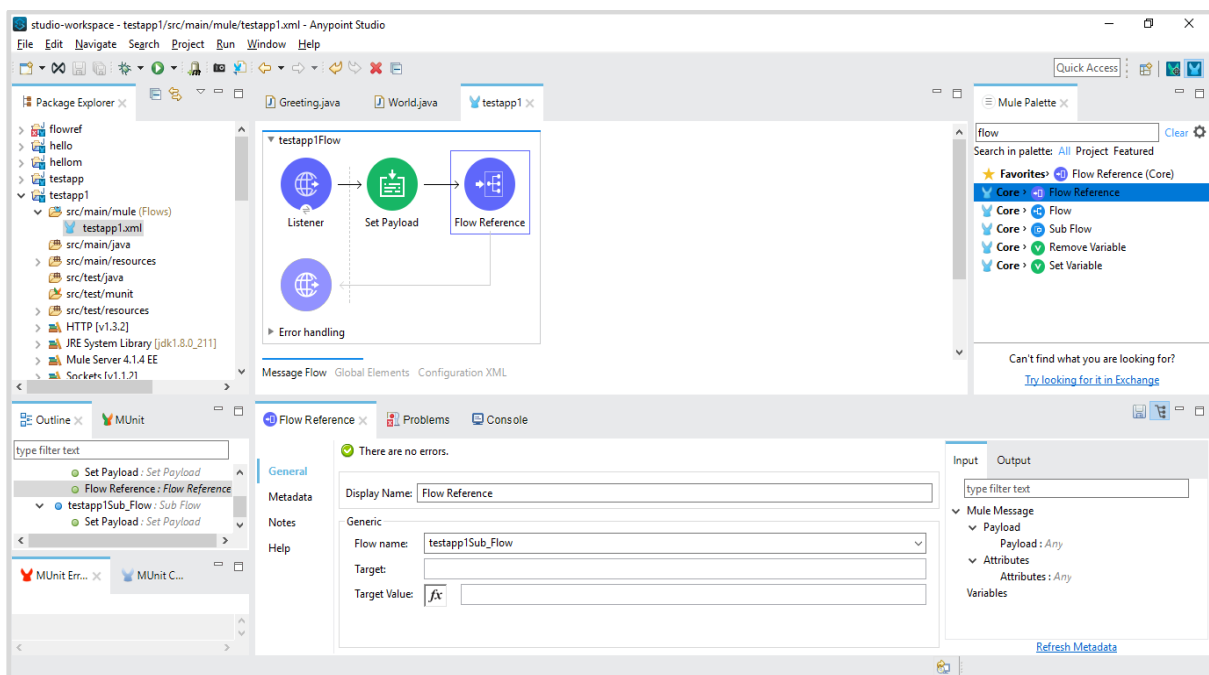 studio-workspace - testapp1/src/main/mule/testapp1.xml - Anypoint Studio
File Edit Navigate Search Project Run Window Help
Quick Access
Package Explorer
flowref
hello
hellom
testapp
testapp1
src/main/mule (Flows)
testapp1.xml
src/main/java
src/main/resources
src/test/java
src/test/munit
src/test/resources
HTTP [v1.3.2]
JRE System Library [jdk1.8.0_211]
Mule Server 4.1.4 EE
Sockets [v1.1.2]
Greeting.java World.java testapp1
testapp1Flow
Listener Set Payload Flow Reference
Error handling
Message Flow Global Elements Configuration XML
Mule Palette
flow Clear
Search in palette: All Project Featured
Favorites> Flow Reference (Core)
Core > Flow Reference
Core > Flow
Core > Sub Flow
Core > Remove Variable
Core > Set Variable
Can't find what you are looking for?
Try looking for it in Exchange
Outline MUnit
type filter text
Set Payload : Set Payload
Flow Reference : Flow Reference
testapp1Sub_Flow : Sub Flow
Set Payload : Set Payload
MUnit Err... MUnit C...
Flow Reference Problems Console
General
Metadata
Notes
Help
There are no errors.
Display Name: Flow Reference
Generic
Flow name: testapp1Sub_Flow
Target:
Target Value: fx
Input Output
type filter text
Mule Message
Payload
Payload : Any
Attributes
Attributes : Any
Variables
Refresh Metadata